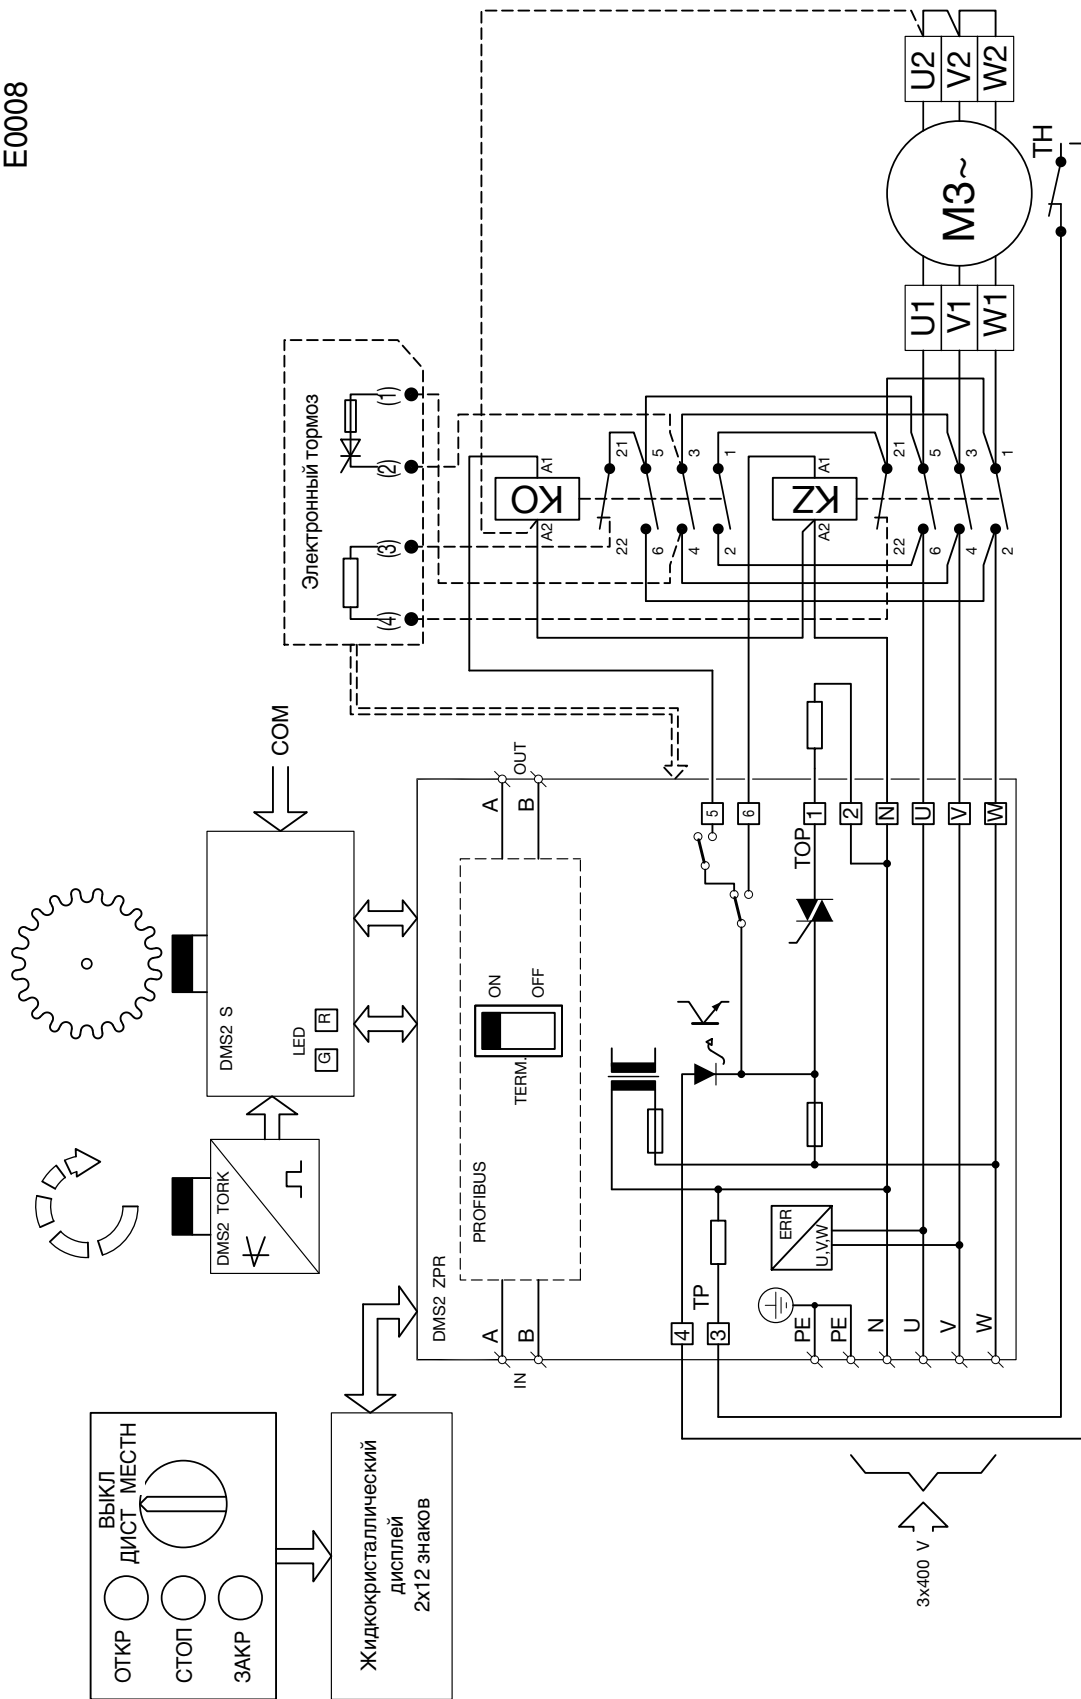 E0008
ВЫКЛ
ДИСТ МЕСТН
ОТКР
СТОП
ЗАКР
Жидкокристаллический
дисплей
2x12 знаков
DMS2 TORK
DMS2 S
LED
G
R
COM
DMS2 ZPR
PROFIBUS
TERM.
ON
OFF
IN
A
B
A
B
OUT
Электронный тормоз
(4)
(3)
(2)
(1)
KO
A1
A2
21
5
3
1
22
6
4
2
KZ
A1
A2
21
5
3
1
22
6
4
2
4
3
TP
5
6
TOP
1
2
N
U
V
W
ERR
U,V,W
PE
PE
N
U
V
W
3x400 V
U1
V1
W1
M3~
U2
V2
W2
TH